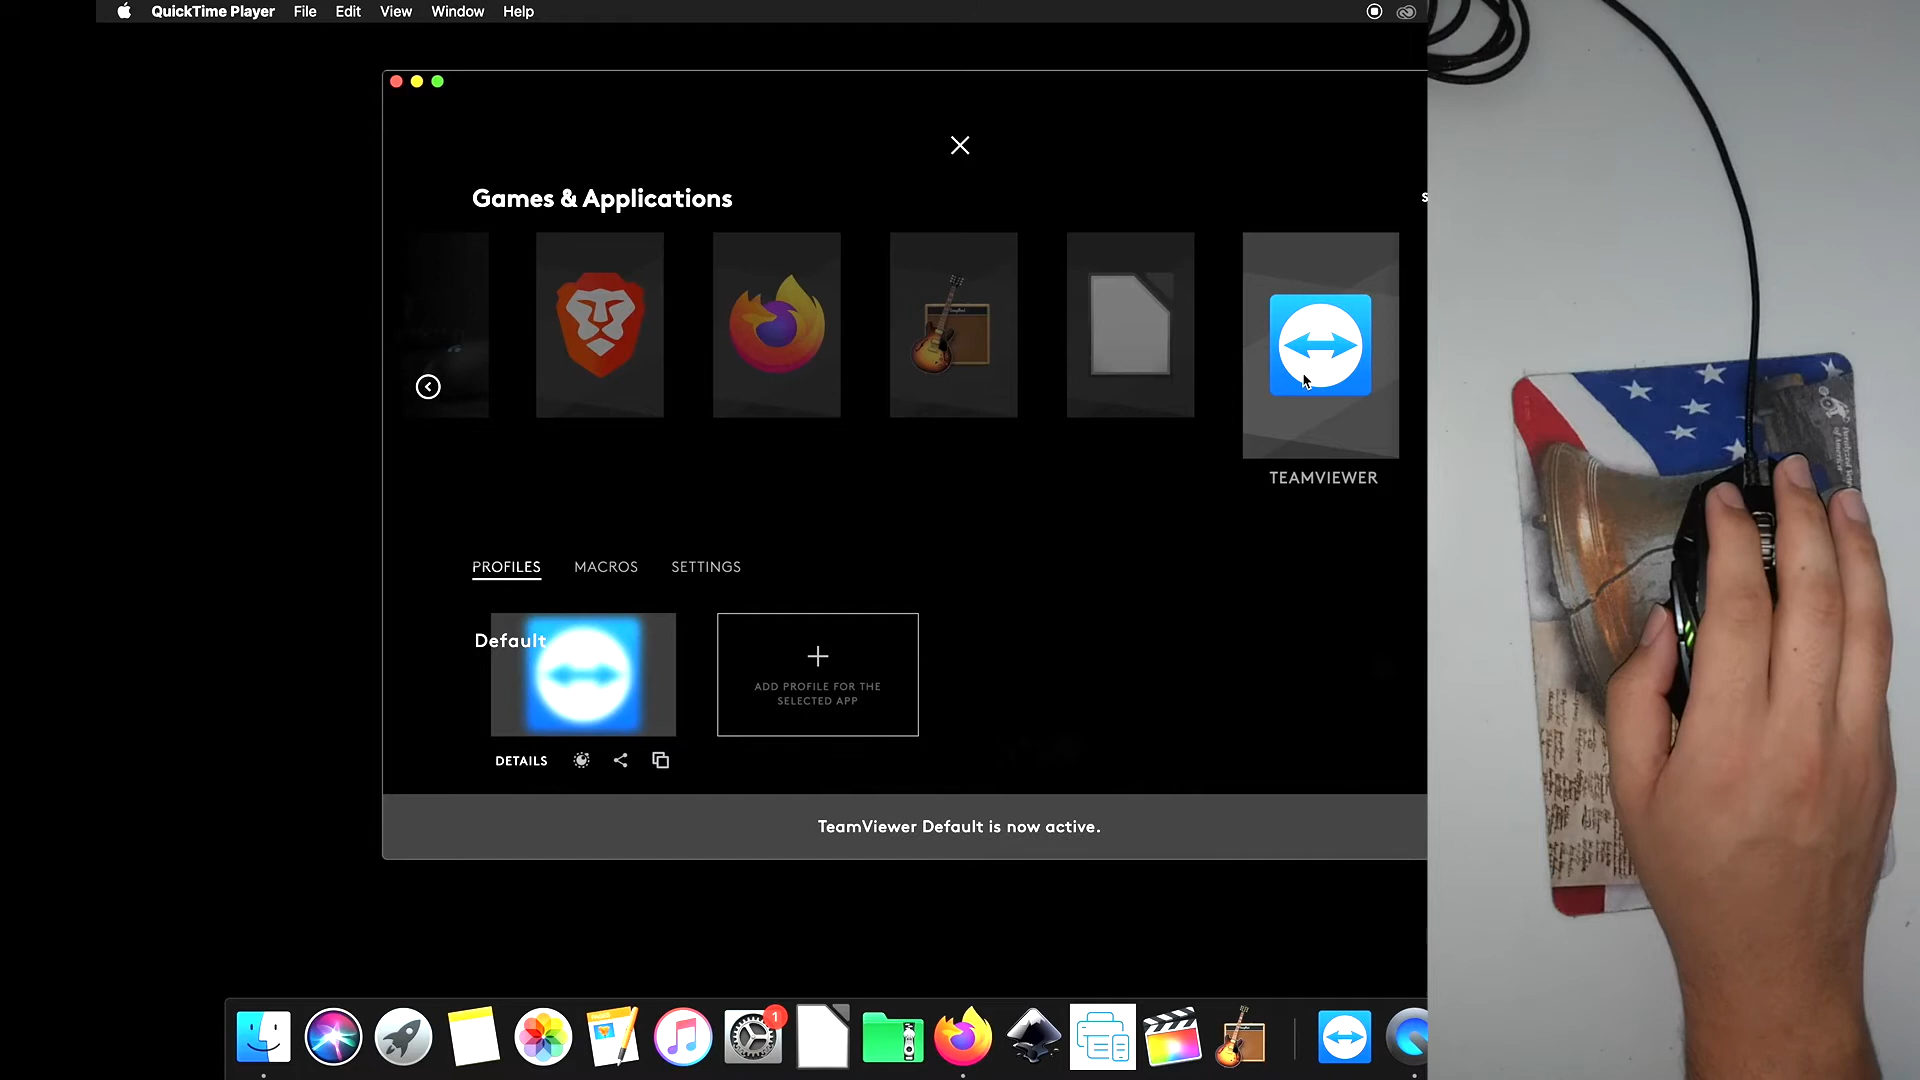 QuickTime Player File Edit View Window Help
Games & Applications
S
TEAMVIEWER
PROFILES MACROS SETTINGS
Default
ADD PROFILE FOR THE
SELECTED APP
DETAILS
TeamViewer Default is now active.
1